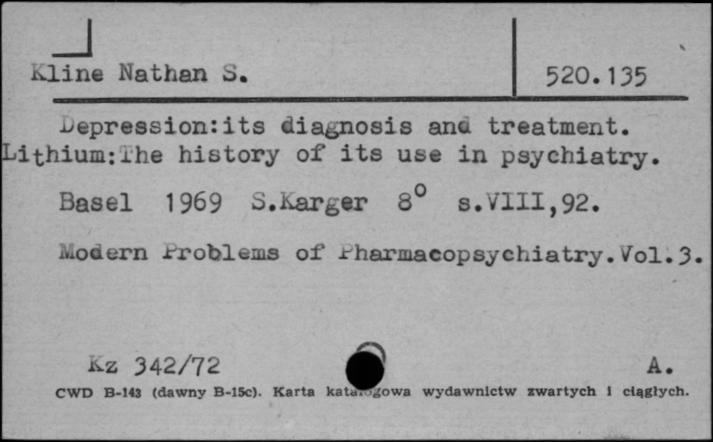 Kline Nathan S.
520.135
Depression:its diagnosis and treatment.
Lithium:The history of its use in psychiatry.
Basel 1969 S.Karger 8° s.VIII,92.
Modern Problems of Pharmacopsychiatry.Vol.3.
Kz 342/72
A.
CWD B-143 (dawny B-15c). Karta katalogowa wydawnictw zwartych i ciągłych.